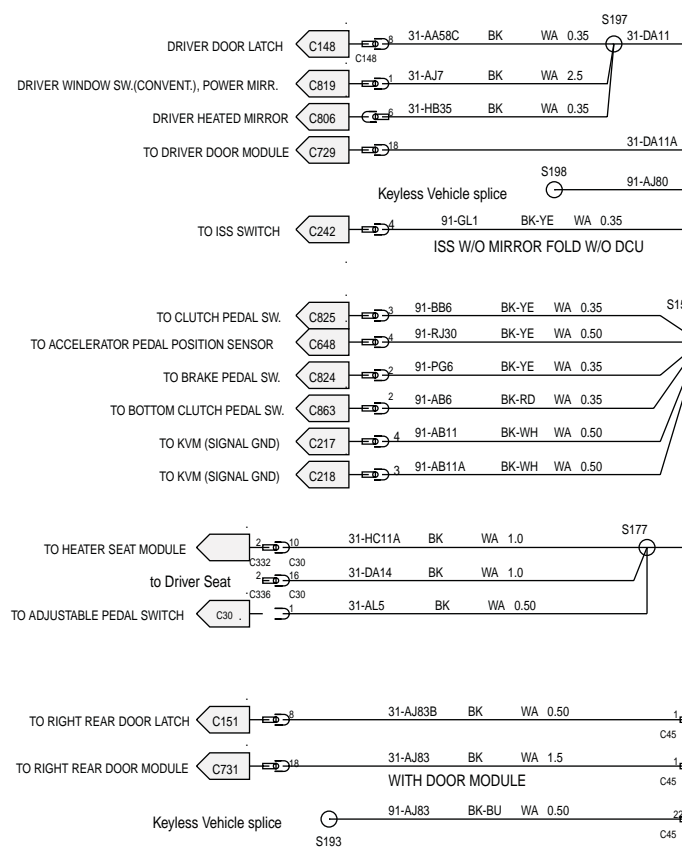 S197
DRIVER DOOR LATCH C148 8 31-AA58C BK WA 0.35 31-DA11
C148
DRIVER WINDOW SW.(CONVENT.), POWER MIRR. C819 1 31-AJ7 BK WA 2.5
DRIVER HEATED MIRROR C806 6 31-HB35 BK WA 0.35
TO DRIVER DOOR MODULE C729 18 31-DA11A
S198
Keyless Vehicle splice 91-AJ80
TO ISS SWITCH C242 4 91-GL1 BK-YE WA 0.35
ISS W/O MIRROR FOLD W/O DCU
TO CLUTCH PEDAL SW. C825 3 91-BB6 BK-YE WA 0.35
TO ACCELERATOR PEDAL POSITION SENSOR C648 4 91-RJ30 BK-YE WA 0.50
TO BRAKE PEDAL SW. C824 2 91-PG6 BK-YE WA 0.35
TO BOTTOM CLUTCH PEDAL SW. C863 2 91-AB6 BK-RD WA 0.35
TO KVM (SIGNAL GND) C217 4 91-AB11 BK-WH WA 0.50
TO KVM (SIGNAL GND) C218 3 91-AB11A BK-WH WA 0.50
S177
TO HEATER SEAT MODULE 2 10 31-HC11A BK WA 1.0
C332 C30
to Driver Seat 2 16 31-DA14 BK WA 1.0
C336 C30
TO ADJUSTABLE PEDAL SWITCH C30 1 31-AL5 BK WA 0.50
TO RIGHT REAR DOOR LATCH C151 8 31-AJ83B BK WA 0.50 1
C45
TO RIGHT REAR DOOR MODULE C731 18 31-AJ83 BK WA 1.5 1
WITH DOOR MODULE C45
Keyless Vehicle splice 91-AJ83 BK-BU WA 0.50 22
S193 C45